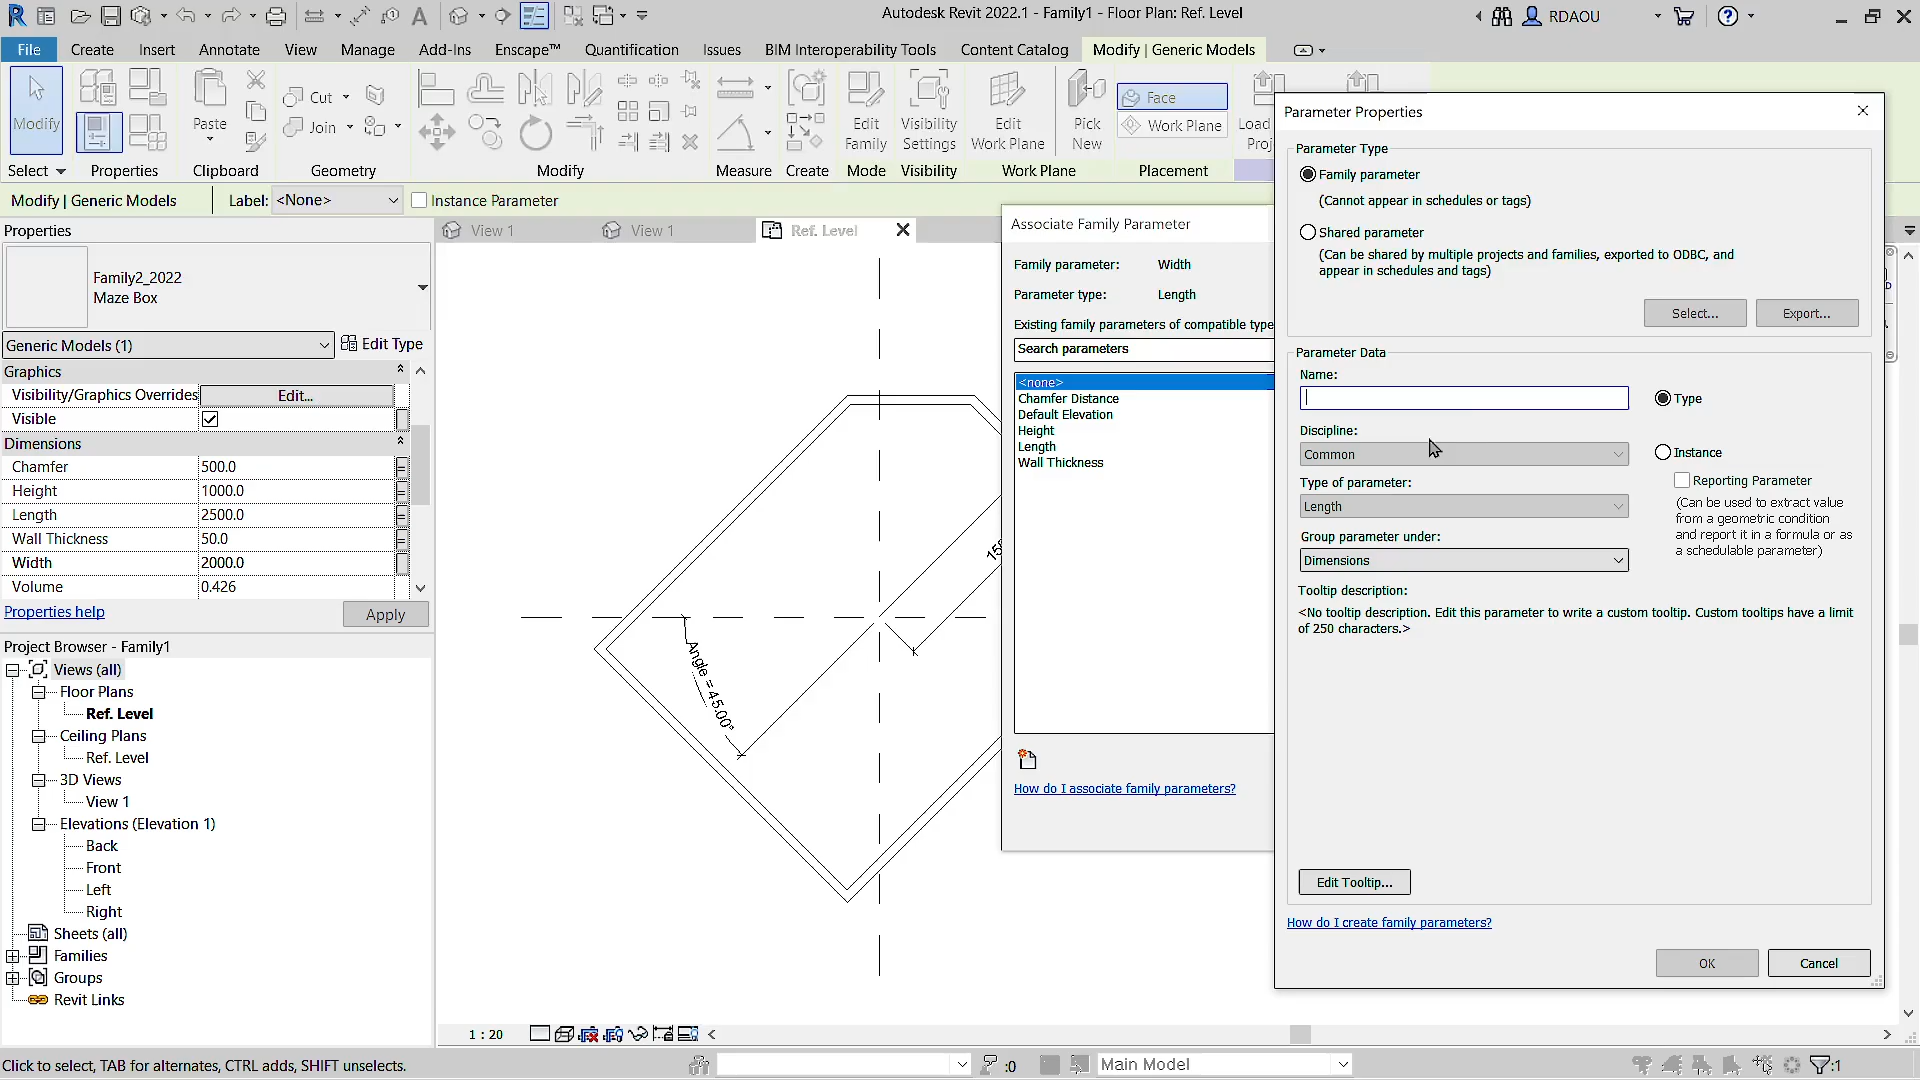 Autodesk Revit 2022.1 - Family1 - Floor Plan: Ref. Level
RDAOU
File Create Insert Annotate View Manage Add-Ins Enscape™ Quantification Issues BIM Interoperability Tools Content Catalog Modify | Generic Models
Modify
Paste
Cut
Join
Edit Family
Visibility Settings
Edit Work Plane
Pick New
Face
Work Plane
Load
Proj
Select Properties Clipboard Geometry Modify Measure Create Mode Visibility Work Plane Placement
Modify | Generic Models Label: <None> Instance Parameter
Properties
View 1
View 1
Ref. Level
Family2_2022
Maze Box
Generic Models (1)
Edit Type
Graphics
Visibility/Graphics Overrides Edit...
Visible
Dimensions
Chamfer 500.0
Height 1000.0
Length 2500.0
Wall Thickness 50.0
Width 2000.0
Volume 0.426
Properties help
Apply
Project Browser - Family1
Views (all)
Floor Plans
Ref. Level
Ceiling Plans
Ref. Level
3D Views
View 1
Elevations (Elevation 1)
Back
Front
Left
Right
Sheets (all)
Families
Groups
Revit Links
Angle = 45.00°
Associate Family Parameter
Family parameter: Width
Parameter type: Length
Existing family parameters of compatible type
Search parameters
<none>
Chamfer Distance
Default Elevation
Height
Length
Wall Thickness
How do I associate family parameters?
Parameter Properties
Parameter Type
Family parameter
(Cannot appear in schedules or tags)
Shared parameter
(Can be shared by multiple projects and families, exported to ODBC, and
appear in schedules and tags)
Select...
Export...
Parameter Data
Name:
Type
Discipline:
Common
Instance
Type of parameter:
Reporting Parameter
Length
(Can be used to extract value
from a geometric condition
and report it in a formula or as
a schedulable parameter)
Group parameter under:
Dimensions
Tooltip description:
<No tooltip description. Edit this parameter to write a custom tooltip. Custom tooltips have a limit
of 250 characters.>
Edit Tooltip...
How do I create family parameters?
OK
Cancel
1 : 20
Click to select, TAB for alternates, CTRL adds, SHIFT unselects.
:0
Main Model
:1